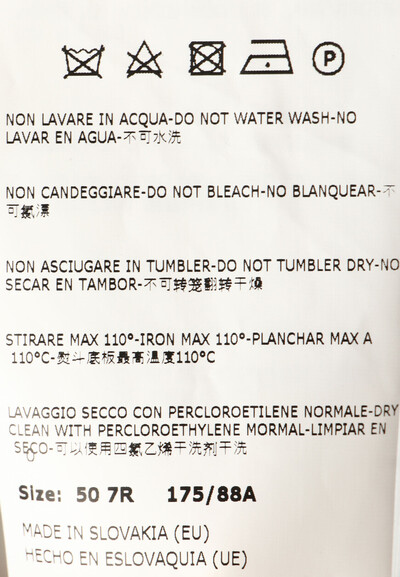 P
NON LAVARE IN ACQUA-DO NOT WATER WASH-NO
LAVAR EN AGUA-不可水洗
NON CANDEGGIARE-DO NOT BLEACH-NO BLANQUEAR-不
可氯漂
NON ASCIUGARE IN TUMBLER-DO NOT TUMBLER DRY-NO
SECAR EN TAMBOR-不可转笼翻转干燥
STIRARE MAX 110°-IRON MAX 110°-PLANCHAR MAX A
110°C-熨斗底板最高温度110°C
LAVAGGIO SECCO CON PERCLOROETILENE NORMALE-DRY
CLEAN WITH PERCLOROETHYLENE MORMAL-LIMPIAR EN
SECO-可以使用四氯乙烯干洗剂干洗
Size: 50 7R 175/88A
MADE IN SLOVAKIA (EU)
HECHO EN ESLOVAQUIA (UE)